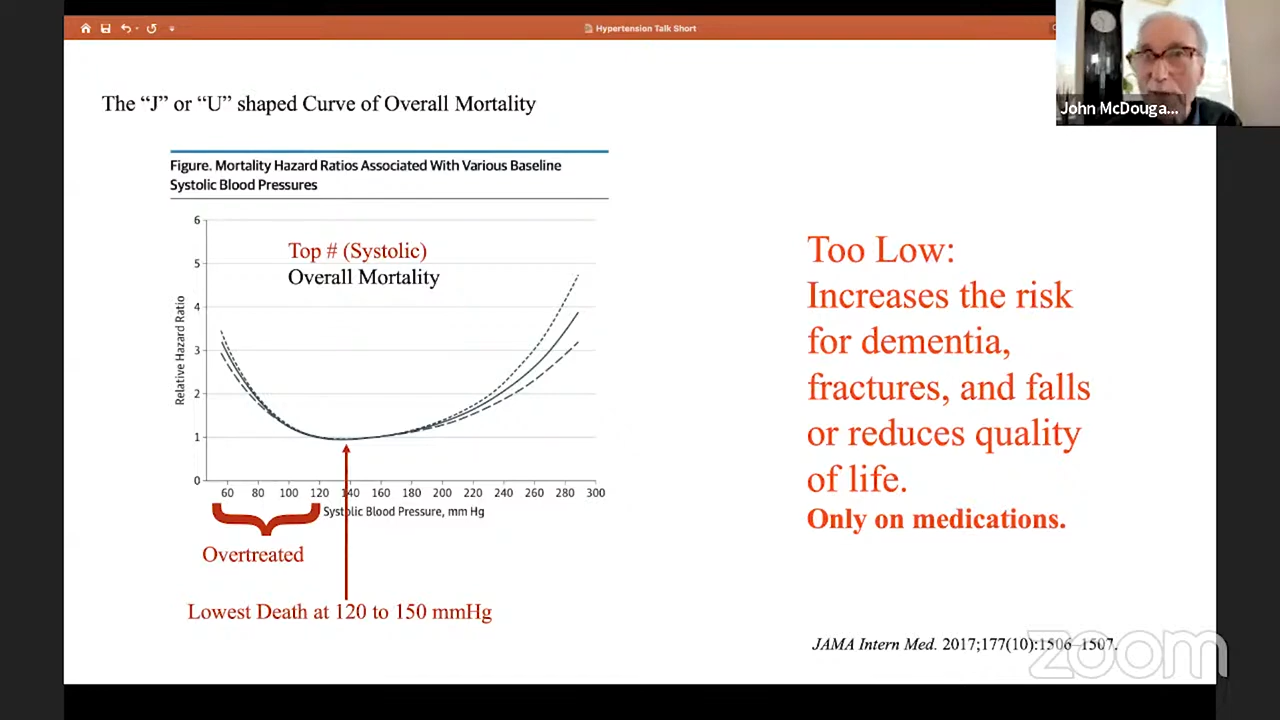 Hypertension Talk Short
John McDouga...
The “J” or “U” shaped Curve of Overall Mortality
Figure. Mortality Hazard Ratios Associated With Various Baseline
Systolic Blood Pressures
6
5
4
3
2
1
0
Relative Hazard Ratio
Top # (Systolic)
Overall Mortality
60 80 100 120 140 160 180 200 220 240 260 280 300
Systolic Blood Pressure, mm Hg
Overtreated
Lowest Death at 120 to 150 mmHg
Too Low:
Increases the risk
for dementia,
fractures, and falls
or reduces quality
of life.
Only on medications.
JAMA Intern Med. 2017;177(10):1506–1507.
zoom